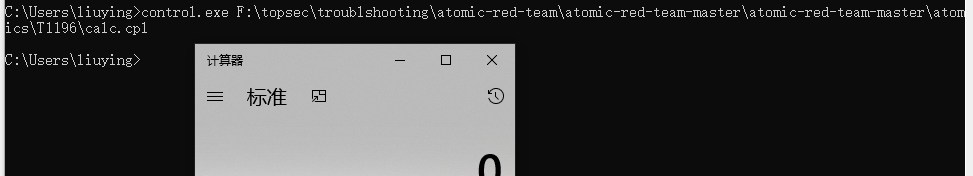 C:\Users\liuying>control.exe F:\topsec\troublshooting\atomic-red-team\atomic-red-team-master\atomic-red-team-master\atom
ics\T1196\calc.cpl
C:\Users\liuying>
计算器
标准
0